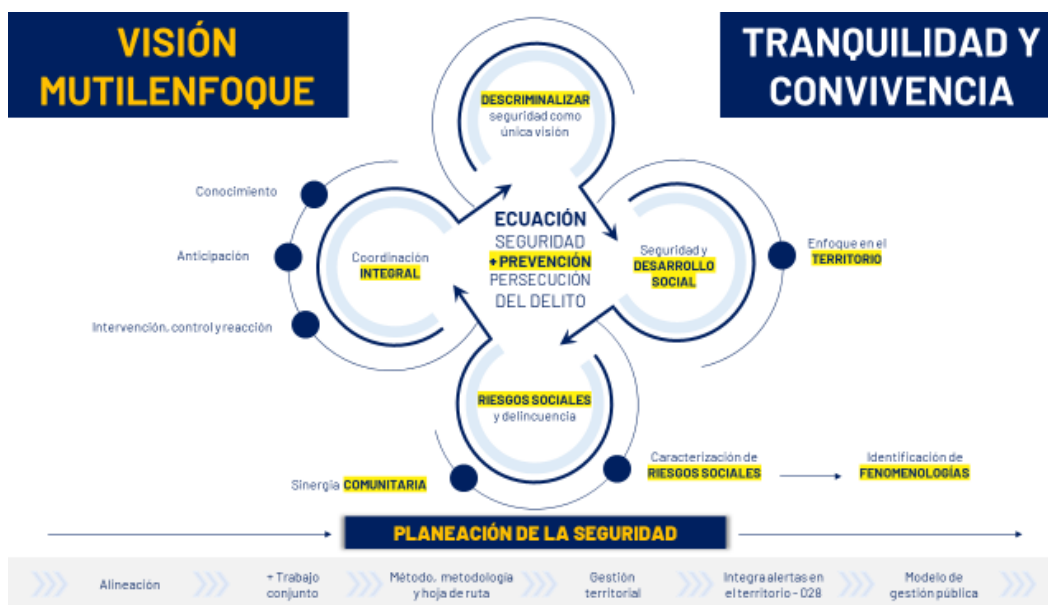 VISIÓN
MUTILENFOQUE
TRANQUILIDAD Y
CONVIVENCIA
DESCRIMINALIZAR
seguridad como
única visión
Conocimiento
Anticipación
Intervención, control y reacción
Coordinación
INTEGRAL
ECUACIÓN
SEGURIDAD
+ PREVENCIÓN
PERSECUCIÓN
DEL DELITO
Seguridad y
DESARROLLO
SOCIAL
Enfoque en el
TERRITORIO
RIESGOS SOCIALES
y delincuencia
Sinergia COMUNITARIA
Caracterización de
RIESGOS SOCIALES
Identificación de
FENOMENOLOGÍAS
PLANEACIÓN DE LA SEGURIDAD
Alineación
+ Trabajo
conjunto
Método, metodología
y hoja de ruta
Gestión
territorial
Integra alertas en
el territorio - 028
Modelo de
gestión pública